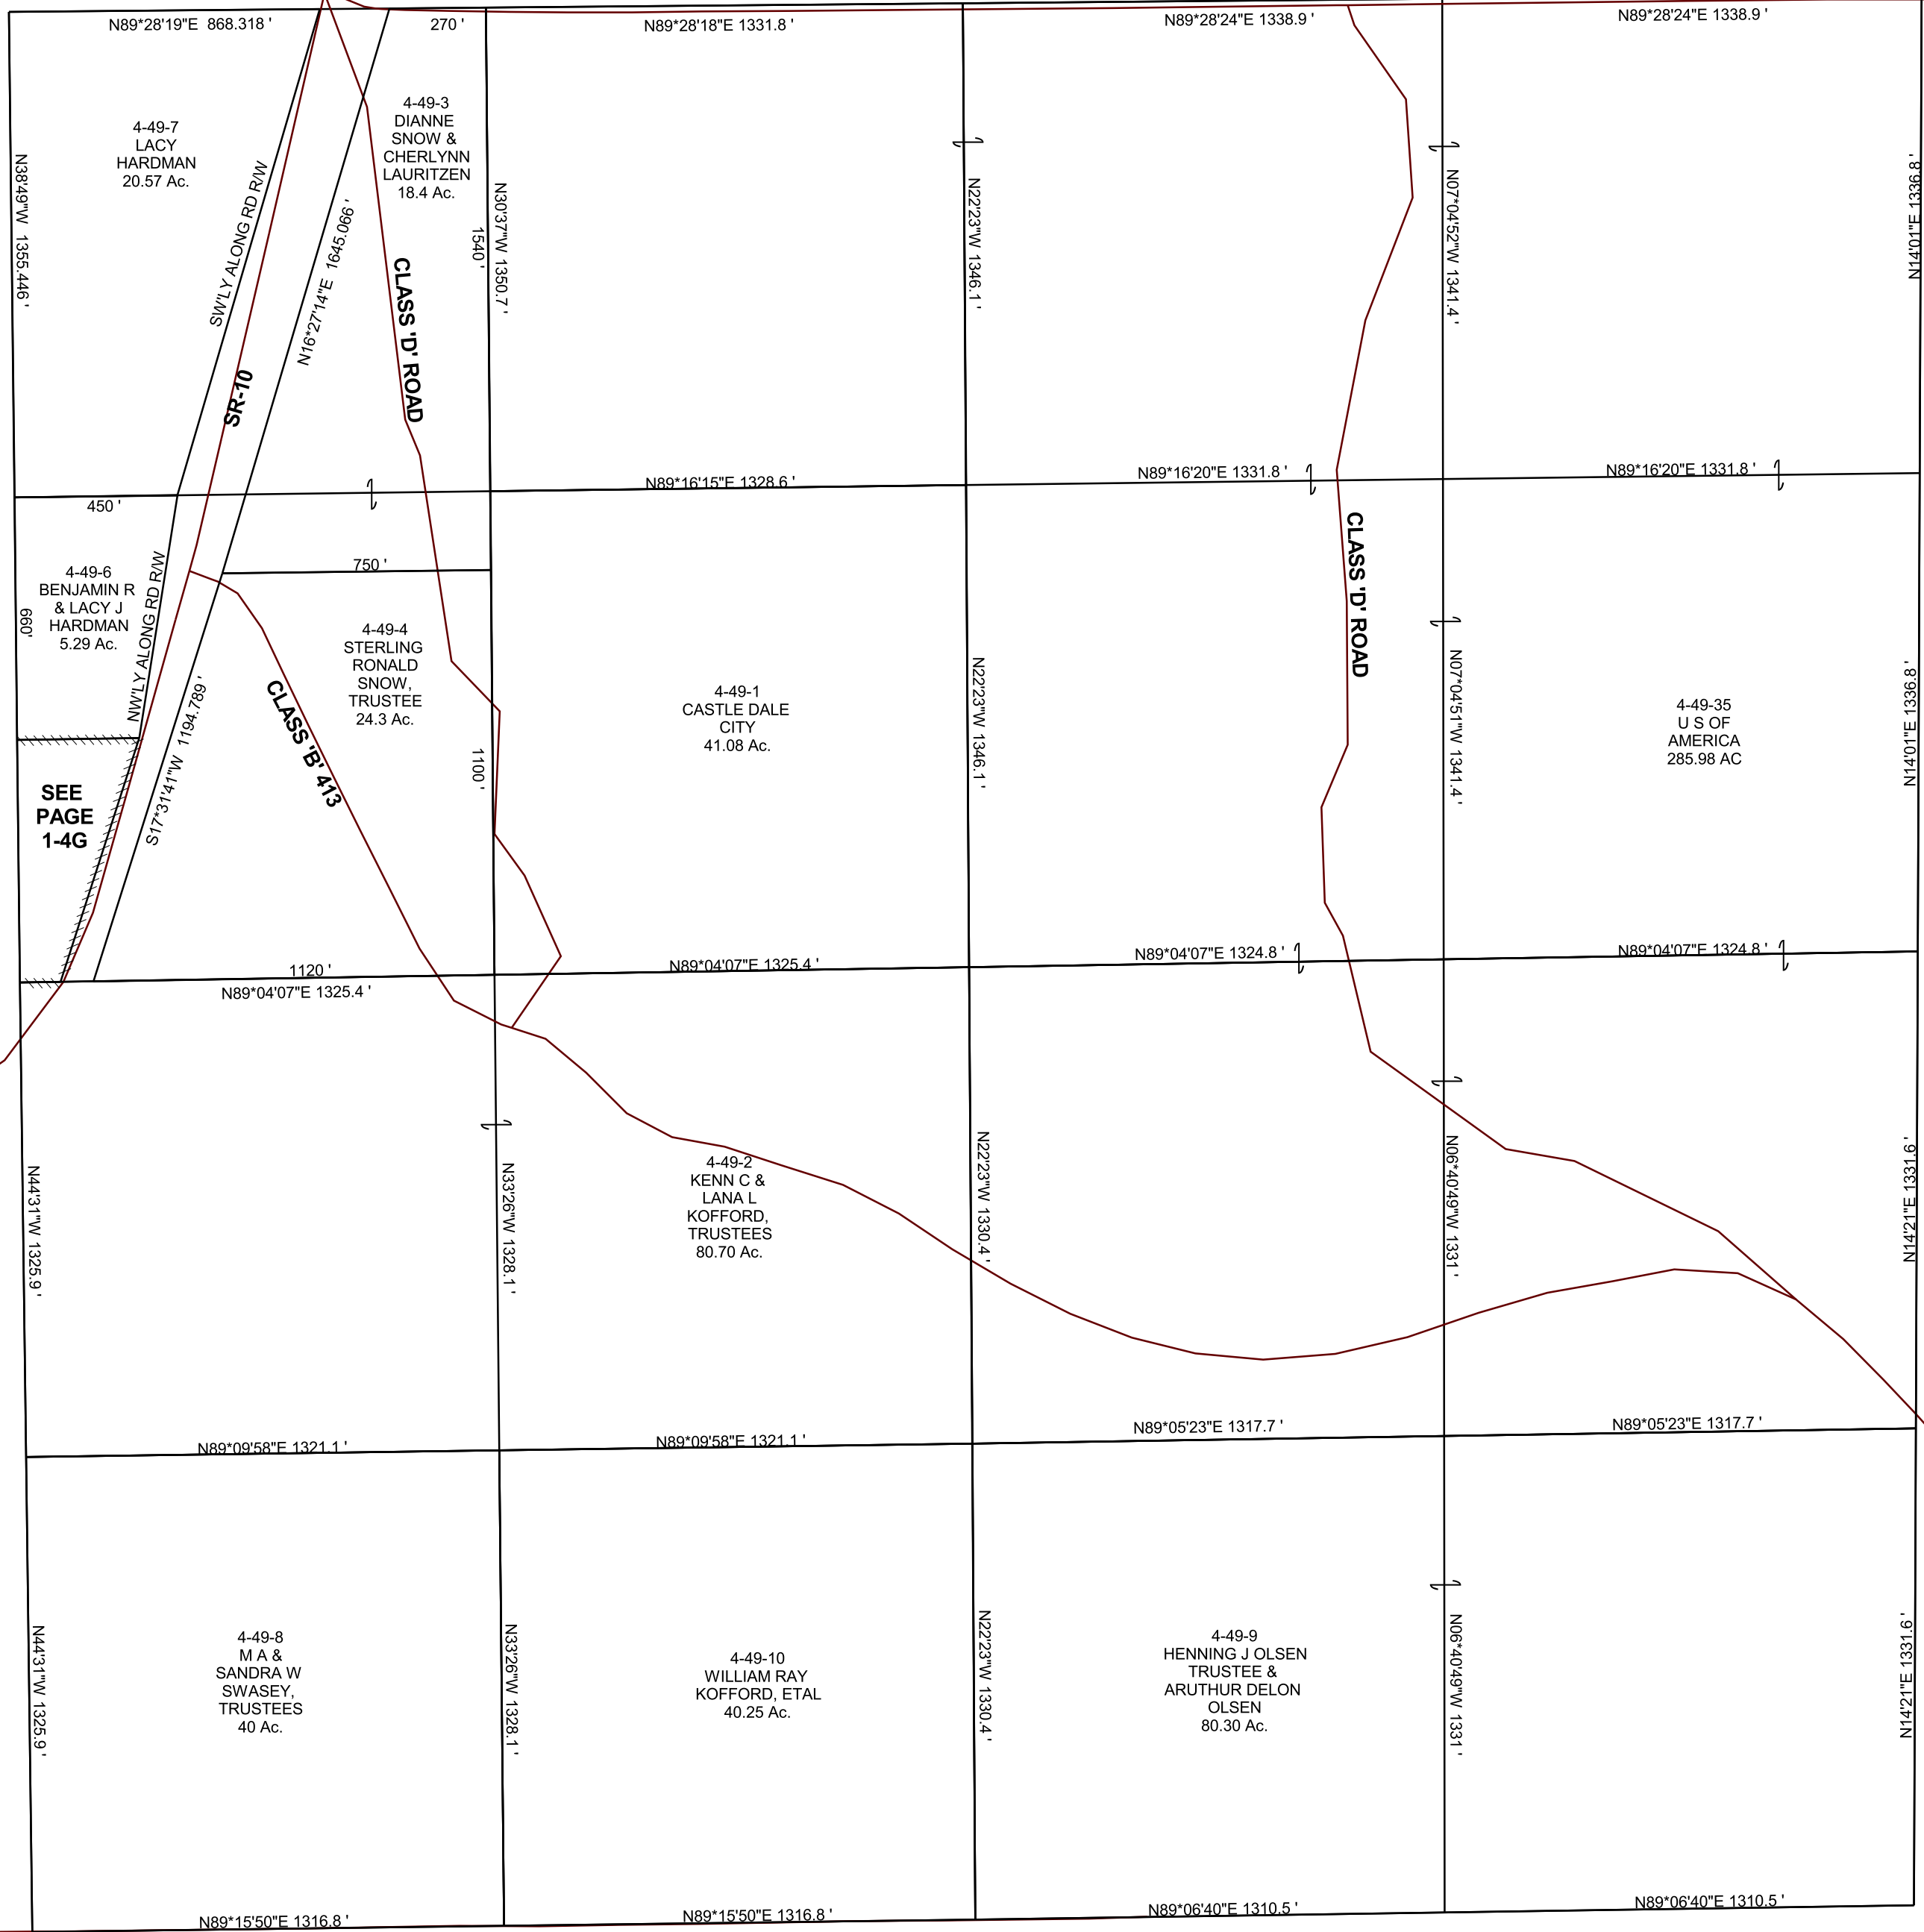 N89*28'19"E 868.318 '
270 '
N89*28'18"E 1331.8 '
N89*28'24"E 1338.9 '
N89*28'24"E 1338.9 '
4-49-7
LACY
HARDMAN
20.57 Ac.
4-49-3
DIANNE
SNOW &
CHERLYNN
LAURITZEN
18.4 Ac.
N38'49"W 1355.446 '
SW'LY ALONG RD R/W
SR-10
N16*27'14"E 1645.066 '
CLASS 'D' ROAD
1540 '
N30'37"W 1350.7 '
N22'23"W 1346.1 '
N07*04'52"W 1341.4 '
N14'01"E 1336.8 '
450 '
N89*16'15"E 1328.6 '
N89*16'20"E 1331.8 '
N89*16'20"E 1331.8 '
750 '
4-49-6
BENJAMIN R
& LACY J
HARDMAN
5.29 Ac.
660'
NW'LY ALONG RD R/W
4-49-4
STERLING
RONALD
SNOW,
TRUSTEE
24.3 Ac.
CLASS 'B' 413
S17*31'41"W 1194.789 '
1100 '
4-49-1
CASTLE DALE
CITY
41.08 Ac.
N22'23"W 1346.1 '
CLASS 'D' ROAD
N07*04'51"W 1341.4 '
4-49-35
U S OF
AMERICA
285.98 AC
N14'01"E 1336.8 '
SEE
PAGE
1-4G
1120 '
N89*04'07"E 1325.4 '
N89*04'07"E 1325.4 '
N89*04'07"E 1324.8 '
N89*04'07"E 1324.8 '
N44'31"W 1325.9 '
N33'26"W 1328.1 '
4-49-2
KENN C &
LANA L
KOFFORD,
TRUSTEES
80.70 Ac.
N22'23"W 1330.4 '
N06*40'49"W 1331 '
N14'21"E 1331.6 '
N89*09'58"E 1321.1 '
N89*09'58"E 1321.1 '
N89*05'23"E 1317.7 '
N89*05'23"E 1317.7 '
N44'31"W 1325.9 '
4-49-8
M A &
SANDRA W
SWASEY,
TRUSTEES
40 Ac.
N33'26"W 1328.1 '
4-49-10
WILLIAM RAY
KOFFORD, ETAL
40.25 Ac.
N22'23"W 1330.4 '
4-49-9
HENNING J OLSEN
TRUSTEE &
ARUTHUR DELON
OLSEN
80.30 Ac.
N06*40'49"W 1331 '
N14'21"E 1331.6 '
N89*15'50"E 1316.8 '
N89*15'50"E 1316.8 '
N89*06'40"E 1310.5 '
N89*06'40"E 1310.5 '